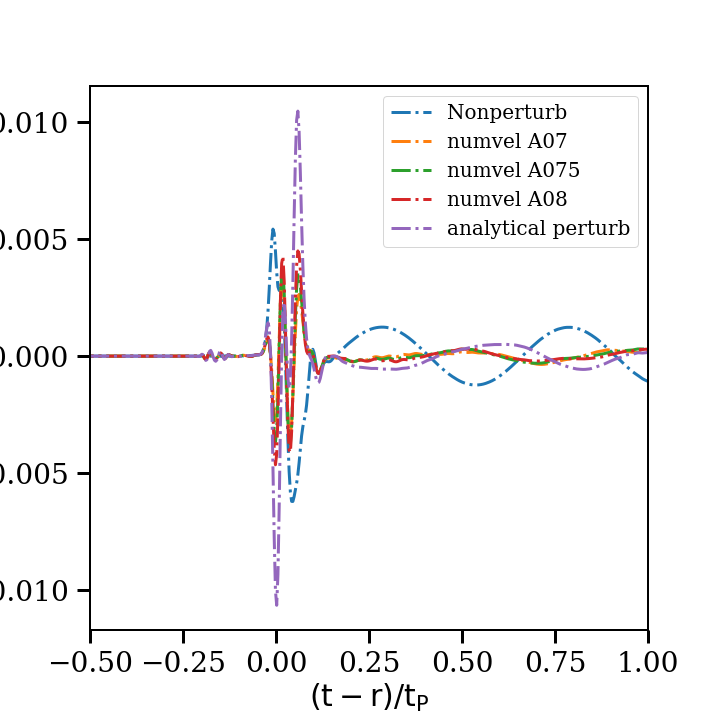 0.010
0.005
0.000
0.005
0.010
−0.50 −0.25 0.00 0.25 0.50 0.75 1.00
(t − r)/tP
Nonperturb
numvel A07
numvel A075
numvel A08
analytical perturb